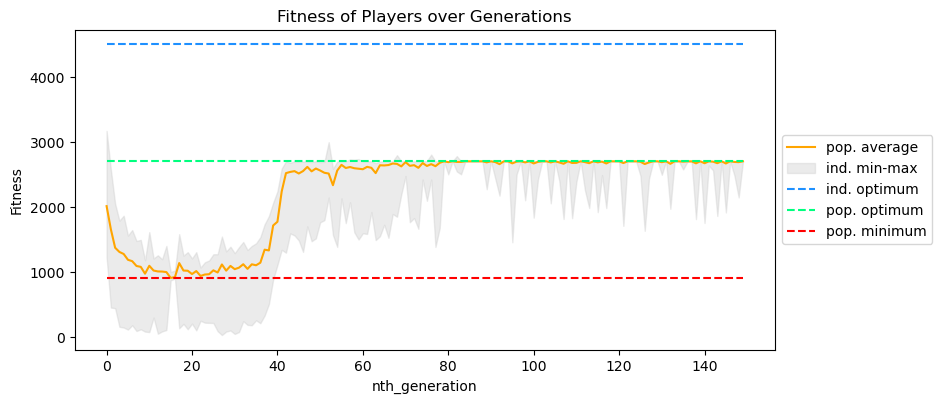 Fitness of Players over Generations
Fitness
4000
3000
2000
1000
0
0 20 40 60 80 100 120 140
nth_generation
pop. average
ind. min-max
ind. optimum
pop. optimum
pop. minimum